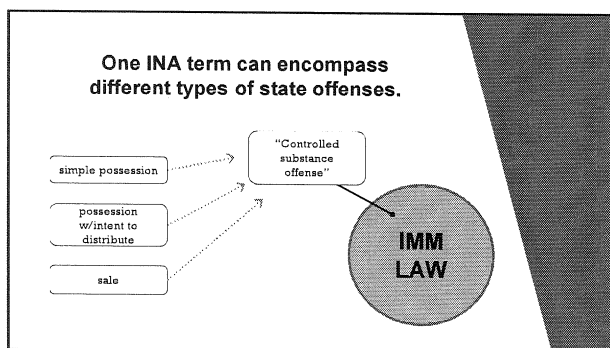 One INA term can encompass
different types of state offenses.
"Controlled
substance
offense"
simple possession
possession
w/intent to
distribute
sale
IMM
LAW